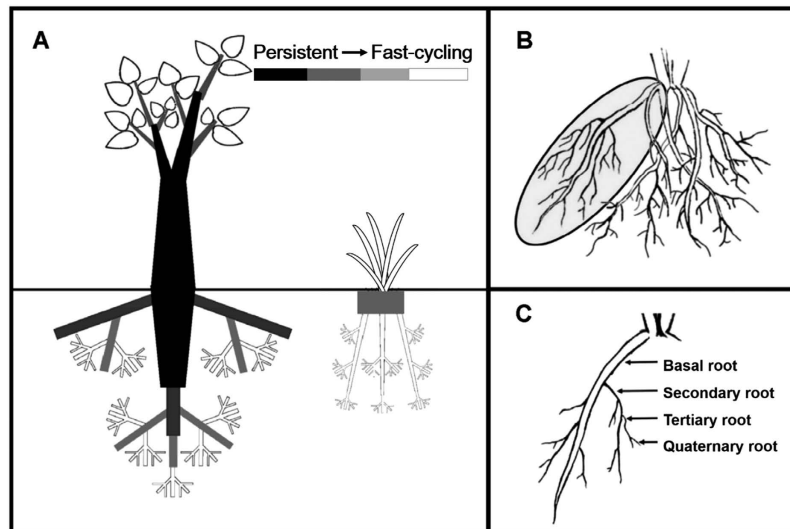 A
Persistent → Fast-cycling
B
C
Basal root
Secondary root
Tertiary root
Quaternary root